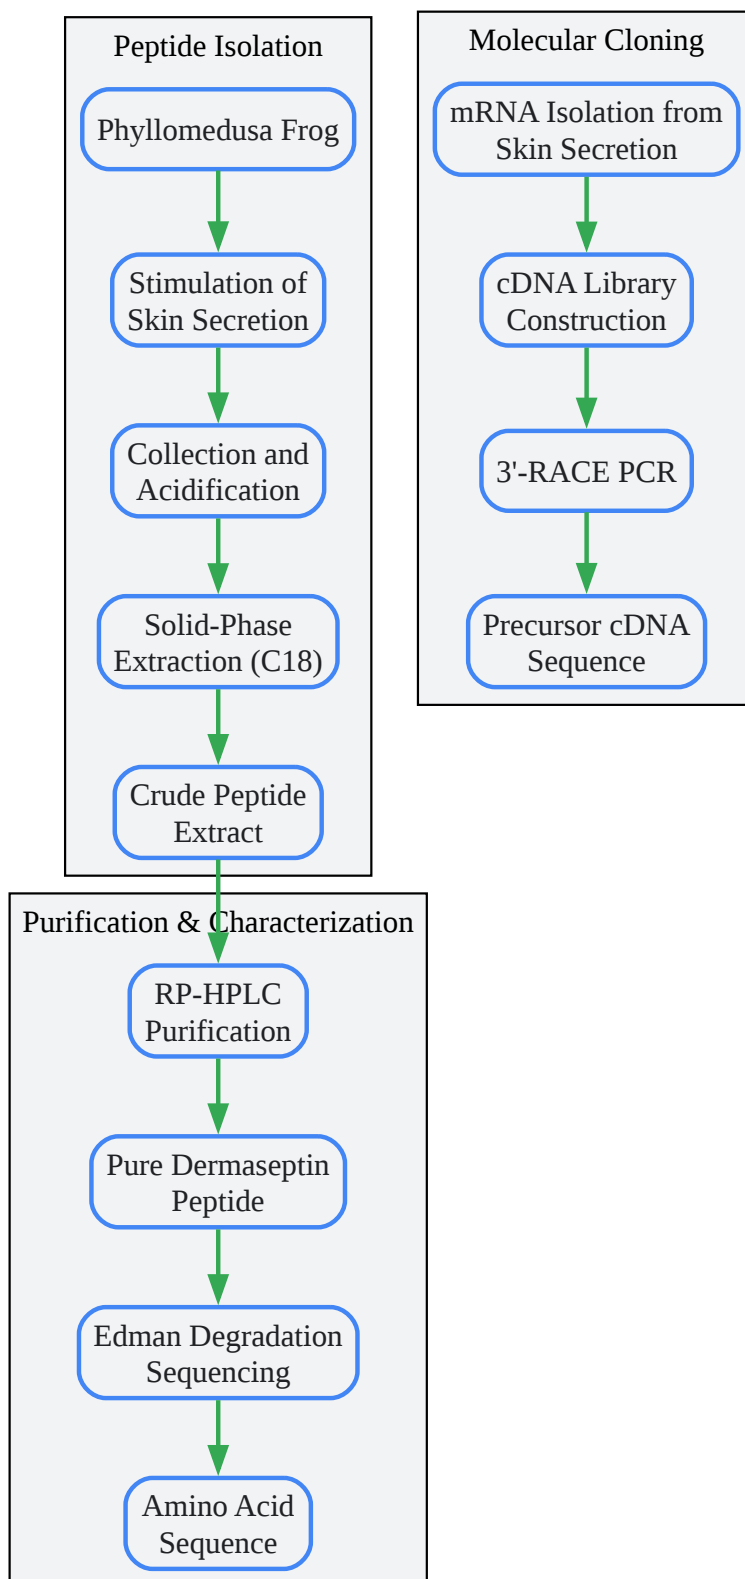 Peptide Isolation
Phyllomedusa Frog
Stimulation of
Skin Secretion
Collection and
Acidification
Solid-Phase
Extraction (C18)
Crude Peptide
Extract
Purification & Characterization
RP-HPLC
Purification
Pure Dermaseptin
Peptide
Edman Degradation
Sequencing
Amino Acid
Sequence
Molecular Cloning
mRNA Isolation from
Skin Secretion
cDNA Library
Construction
3'-RACE PCR
Precursor cDNA
Sequence